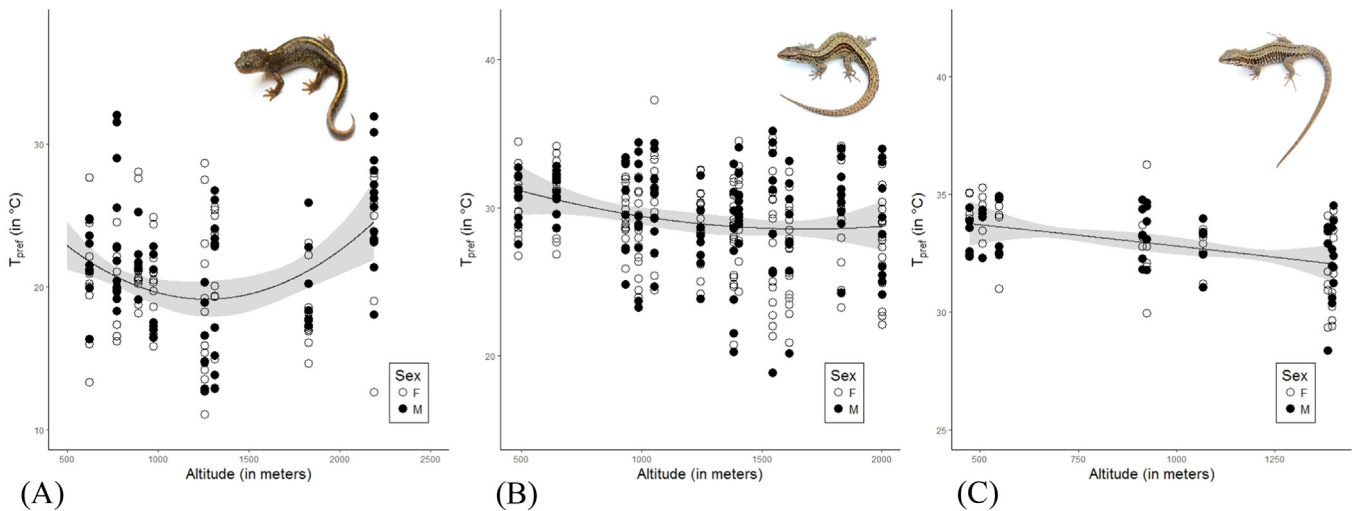 30
20
10
T_pref (in °C)
Sex
F
M
500
1000
1500
2000
2500
Altitude (in meters)
(A)
40
30
20
T_pref (in °C)
Sex
F
M
500
1000
1500
2000
Altitude (in meters)
(B)
40
35
30
25
T_pref (in °C)
Sex
F
M
500
750
1000
1250
Altitude (in meters)
(C)